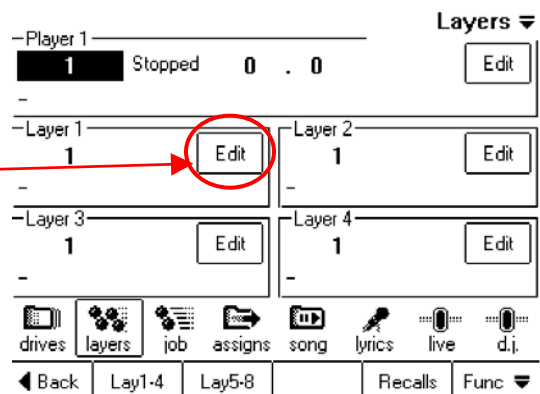 Layers
Player 1
1 Stopped 0 . 0 Edit
-
Layer 1 Layer 2
1 Edit 1 Edit
- -
Layer 3 Layer 4
1 Edit 1 Edit
- -
drives layers job assigns song lyrics live d.j.
Back Lay1-4 Lay5-8 Recalls Func